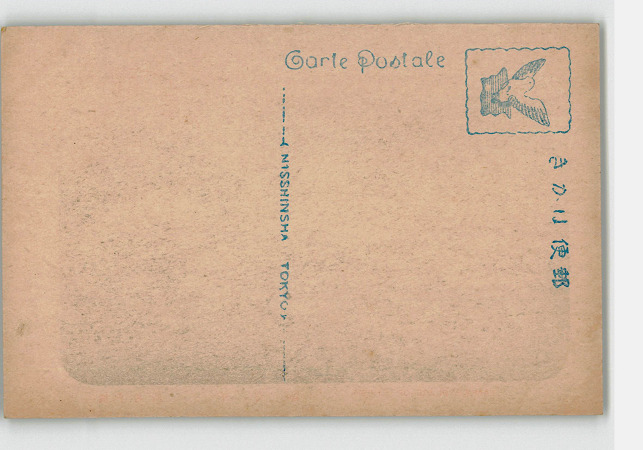 Carte Postale
NISSHINSHA TOKYO
きかは便郵